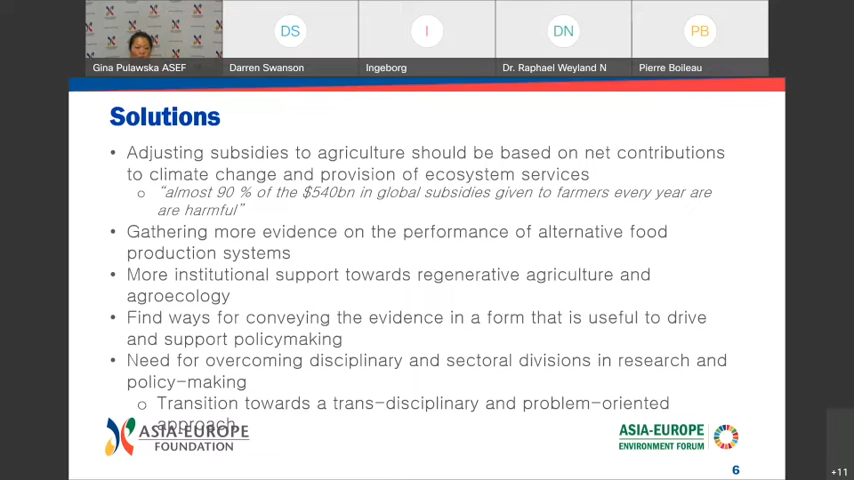 DS
I
DN
PB
Gina Pulawska ASEF
Darren Swanson
Ingeborg
Dr. Raphael Weyland N
Pierre Boileau
Solutions
• Adjusting subsidies to agriculture should be based on net contributions
to climate change and provision of ecosystem services
o "almost 90 % of the $540bn in global subsidies given to farmers every year are
are harmful"
• Gathering more evidence on the performance of alternative food
production systems
• More institutional support towards regenerative agriculture and
agroecology
• Find ways for conveying the evidence in a form that is useful to drive
and support policymaking
• Need for overcoming disciplinary and sectoral divisions in research and
policy-making
o Transition towards a trans-disciplinary and problem-oriented
approach
ASIA-EUROPE
FOUNDATION
ASIA-EUROPE
ENVIRONMENT FORUM
6
+11